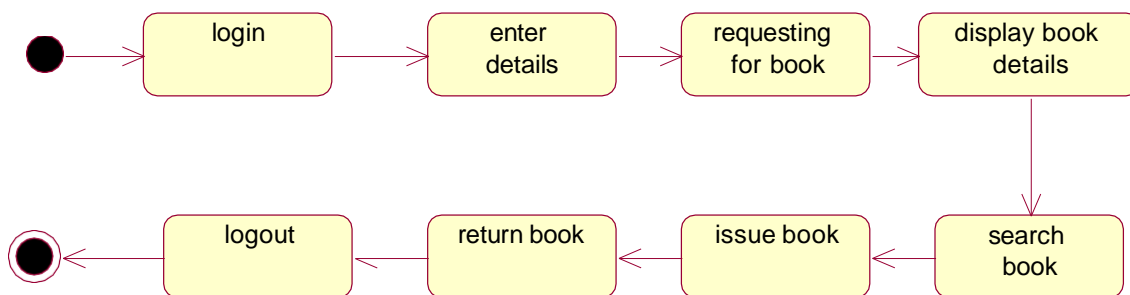 login
enter
details
requesting
for book
display book
details
logout
return book
issue book
search
book